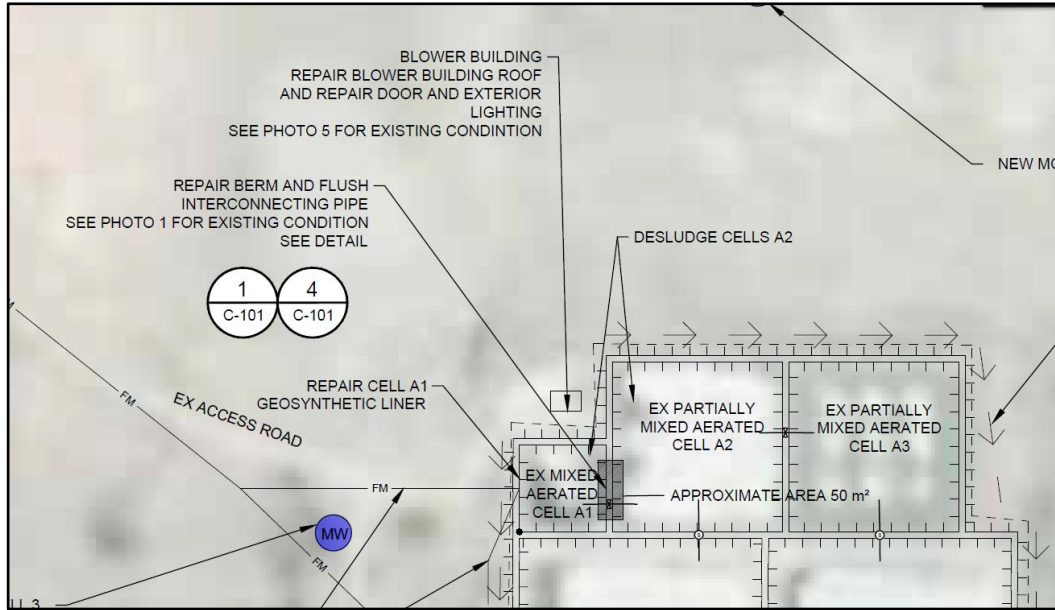 BLOWER BUILDING
REPAIR BLOWER BUILDING ROOF
AND REPAIR DOOR AND EXTERIOR
LIGHTING
SEE PHOTO 5 FOR EXISTING CONDINTION
NEW MO
REPAIR BERM AND FLUSH
INTERCONNECTING PIPE
SEE PHOTO 1 FOR EXISTING CONDITION
SEE DETAIL
DESLUDGE CELLS A2
1
C-101
4
C-101
REPAIR CELL A1
GEOSYNTHETIC LINER
FM
EX ACCESS ROAD
EX PARTIALLY
MIXED AERATED
CELL A2
EX PARTIALLY
MIXED AERATED
CELL A3
FM
EX MIXED
AERATED
CELL A1
APPROXIMATE AREA 50 m²
MW
FM